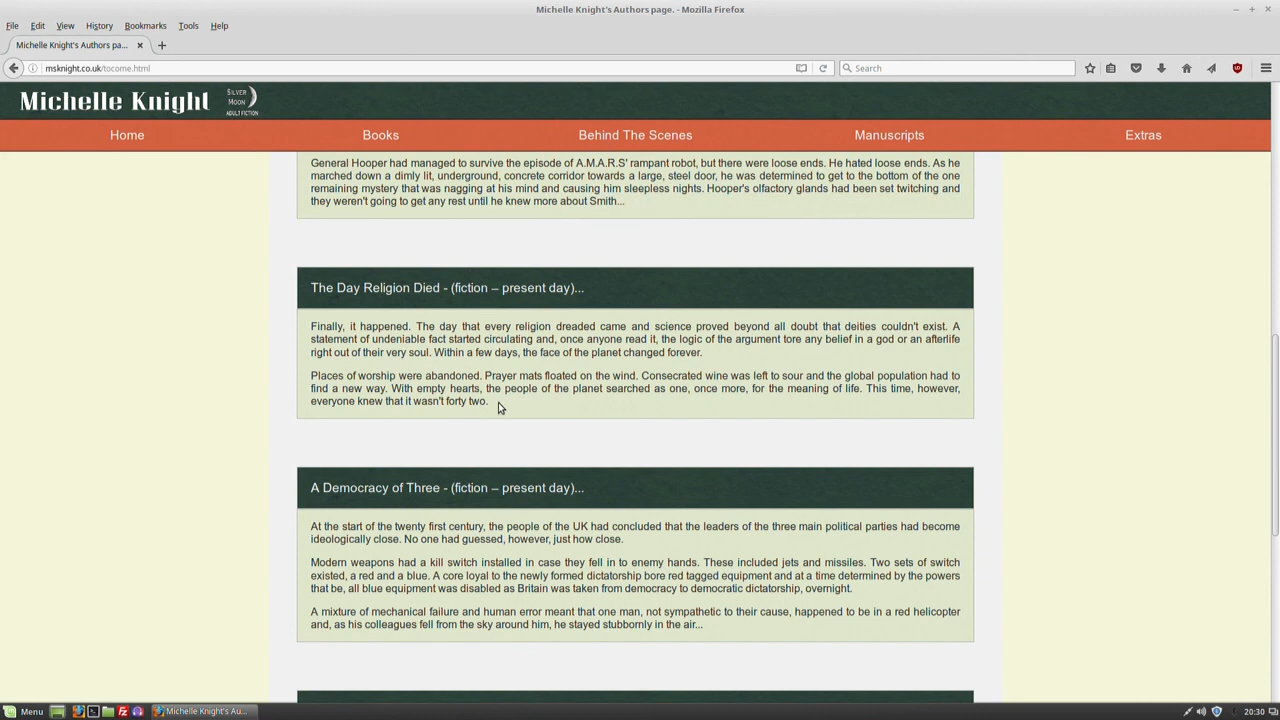 Michelle Knight's Authors page. - Mozilla Firefox
File Edit View History Bookmarks Tools Help
Michelle Knight's Authors pa...
msknight.co.uk/tocome.html
Search
Michelle Knight
SILVER
MOON
ADULT FICTION
Home Books Behind The Scenes Manuscripts Extras
General Hooper had managed to survive the episode of A.M.A.R.S' rampant robot, but there were loose ends. He hated loose ends. As he
marched down a dimly lit, underground, concrete corridor towards a large, steel door, he was determined to get to the bottom of the one
remaining mystery that was nagging at his mind and causing him sleepless nights. Hooper's olfactory glands had been set twitching and
they weren't going to get any rest until he knew more about Smith...
The Day Religion Died - (fiction – present day)...
Finally, it happened. The day that every religion dreaded came and science proved beyond all doubt that deities couldn't exist. A
statement of undeniable fact started circulating and, once anyone read it, the logic of the argument tore any belief in a god or an afterlife
right out of their very soul. Within a few days, the face of the planet changed forever.
Places of worship were abandoned. Prayer mats floated on the wind. Consecrated wine was left to sour and the global population had to
find a new way. With empty hearts, the people of the planet searched as one, once more, for the meaning of life. This time, however,
everyone knew that it wasn't forty two.
A Democracy of Three - (fiction – present day)...
At the start of the twenty first century, the people of the UK had concluded that the leaders of the three main political parties had become
ideologically close. No one had guessed, however, just how close.
Modern weapons had a kill switch installed in case they fell in to enemy hands. These included jets and missiles. Two sets of switch
existed, a red and a blue. A core loyal to the newly formed dictatorship bore red tagged equipment and at a time determined by the powers
that be, all blue equipment was disabled as Britain was taken from democracy to democratic dictatorship, overnight.
A mixture of mechanical failure and human error meant that one man, not sympathetic to their cause, happened to be in a red helicopter
and, as his colleagues fell from the sky around him, he stayed stubbornly in the air...
Menu
Michelle Knight's Au...
20:30